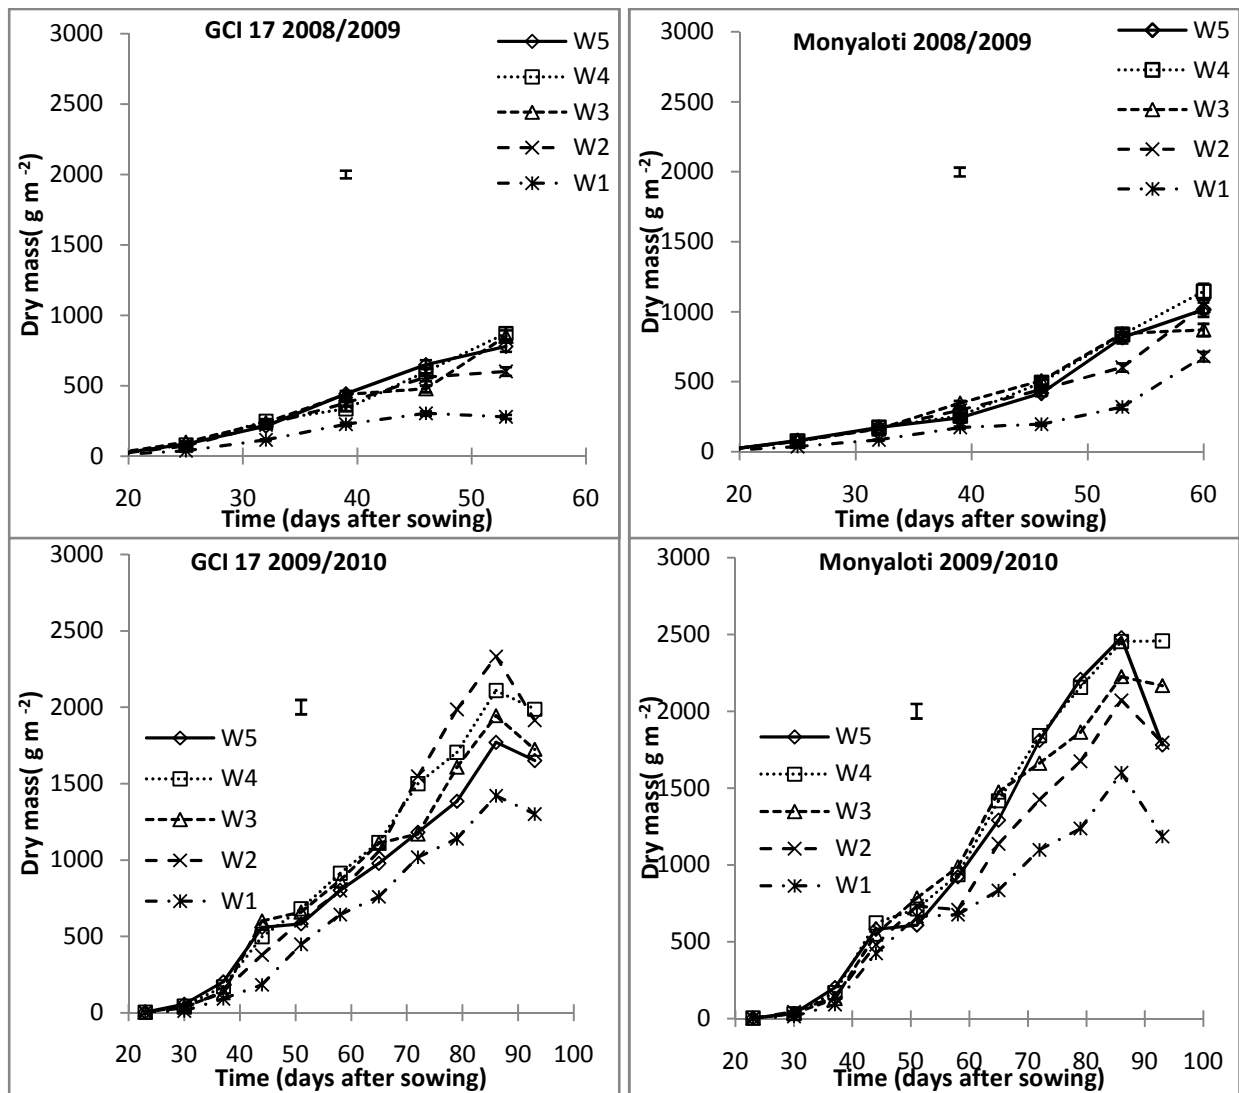 GCI 17 2008/2009
3000
2500
2000
1500
1000
500
0
Dry mass( g m -2)
20 30 40 50 60
Time (days after sowing)
W5
W4
W3
W2
W1
Monyaloti 2008/2009
3000
2500
2000
1500
1000
500
0
Dry mass( g m -2)
20 30 40 50 60
Time (days after sowing)
W5
W4
W3
W2
W1
GCI 17 2009/2010
3000
2500
2000
1500
1000
500
0
Dry mass( g m -2)
20 30 40 50 60 70 80 90 100
Time (days after sowing)
W5
W4
W3
W2
W1
Monyaloti 2009/2010
3000
2500
2000
1500
1000
500
0
Dry mass( g m -2)
20 30 40 50 60 70 80 90 100
Time (days after sowing)
W5
W4
W3
W2
W1